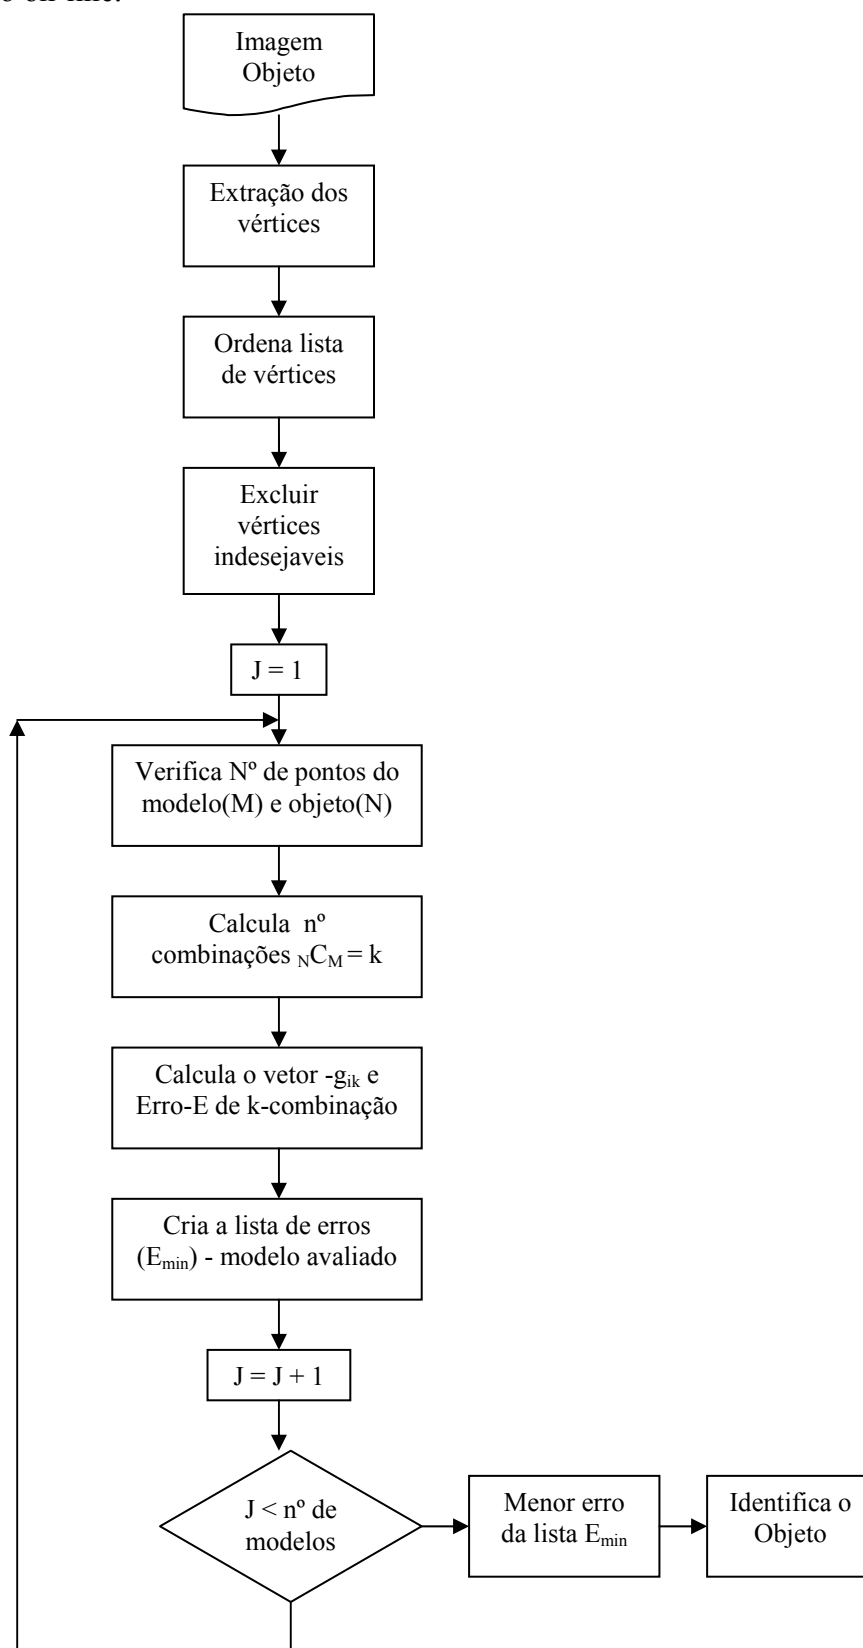 Imagem
Objeto
Extração dos
vértices
Ordena lista
de vértices
Excluir
vértices
indesejaveis
J = 1
Verifica Nº de pontos do
modelo(M) e objeto(N)
Calcula nº
combinações NCM = k
Calcula o vetor -gik e
Erro-E de k-combinação
Cria a lista de erros
(Emin) - modelo avaliado
J = J + 1
J < nº de
modelos
Menor erro
da lista Emin
Identifica o
Objeto